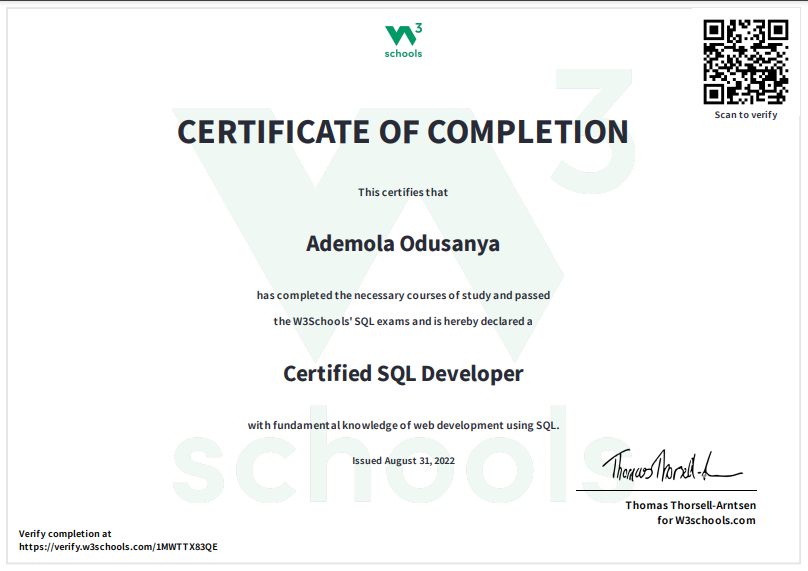 W3
schools
Scan to verify
CERTIFICATE OF COMPLETION
This certifies that
Ademola Odusanya
has completed the necessary courses of study and passed
the W3Schools' SQL exams and is hereby declared a
Certified SQL Developer
with fundamental knowledge of web development using SQL.
Issued August 31, 2022
Thomas Thorsell-A
Thomas Thorsell-Arntsen
for W3schools.com
Verify completion at
https://verify.w3schools.com/1MWTTX83QE
W3
schools